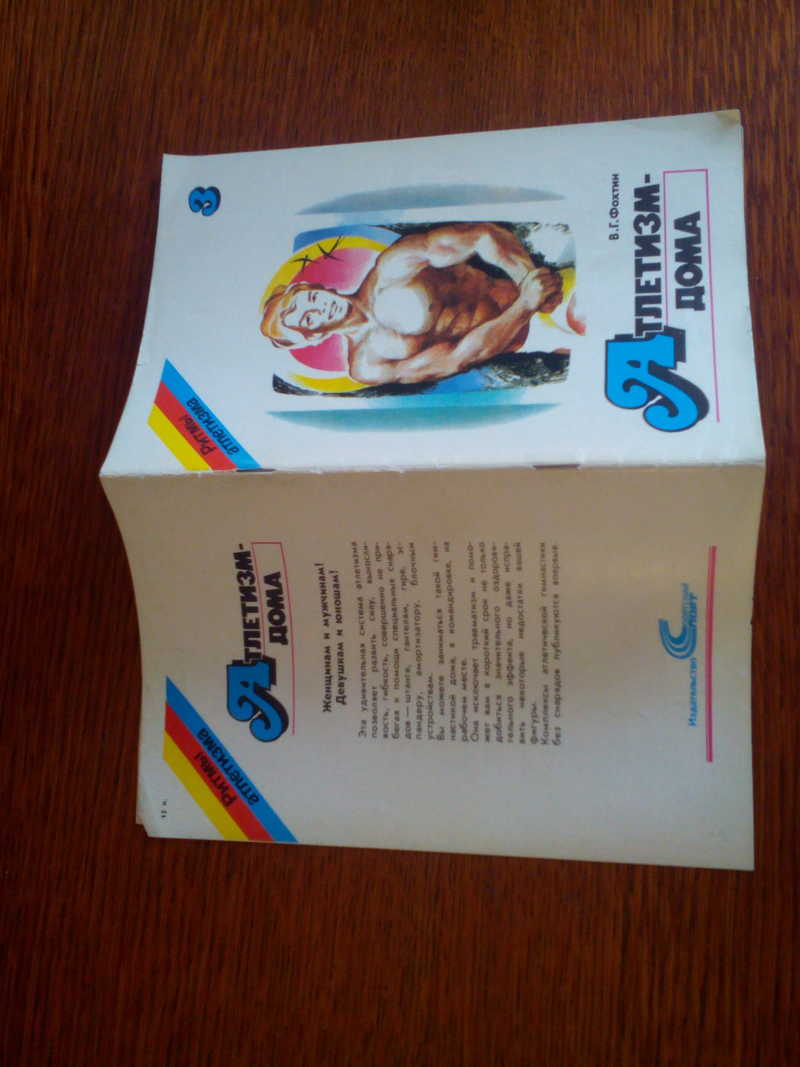 3
Ритмы
атлетизма
В.Г.Фохтин
АТЛЕТИЗМ-
ДОМА
Ритмы
атлетизма
АТЛЕТИЗМ-
ДОМА
Женщинам и мужчинам!
Девушкам и юношам!
Эта удивительная система атлетизма
позволяет развить силу, выносли-
вость, гибкость, совершенно не при-
бегая к помощи специальных снаря-
дов — штанге, гантелям, гире, эс-
пандеру, амортизатору, блочным
устройствам.
Вы можете заниматься такой гим-
настикой дома, в командировке, на
рабочем месте.
Она исключает травматизм и помо-
жет вам в короткий срок не только
добиться значительного оздорови-
тельного эффекта, но даже испра-
вить некоторые недостатки вашей
фигуры.
Комплексы атлетической гимнастики
без снарядов публикуются впервые.
Издательство
СПОРТ